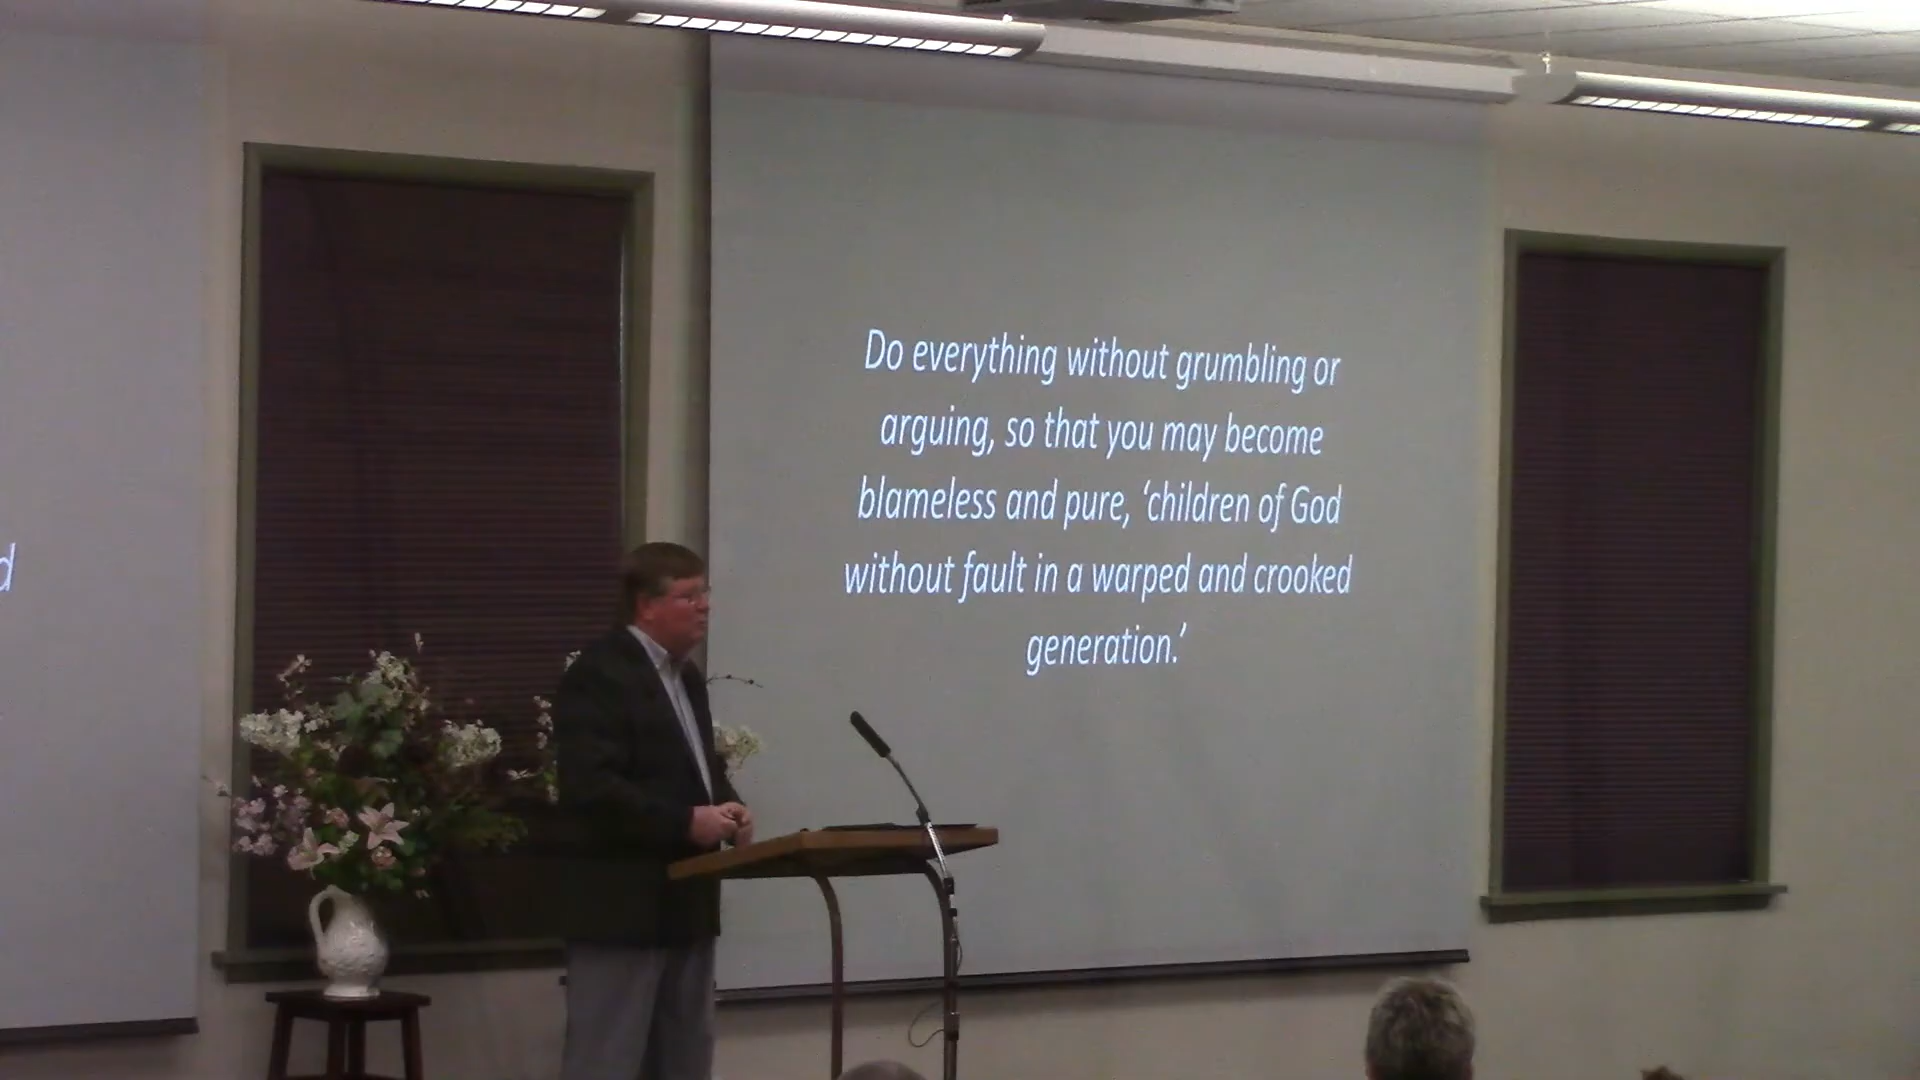 Do everything without grumbling or
arguing, so that you may become
blameless and pure, ‘children of God
without fault in a warped and crooked
generation.’
d